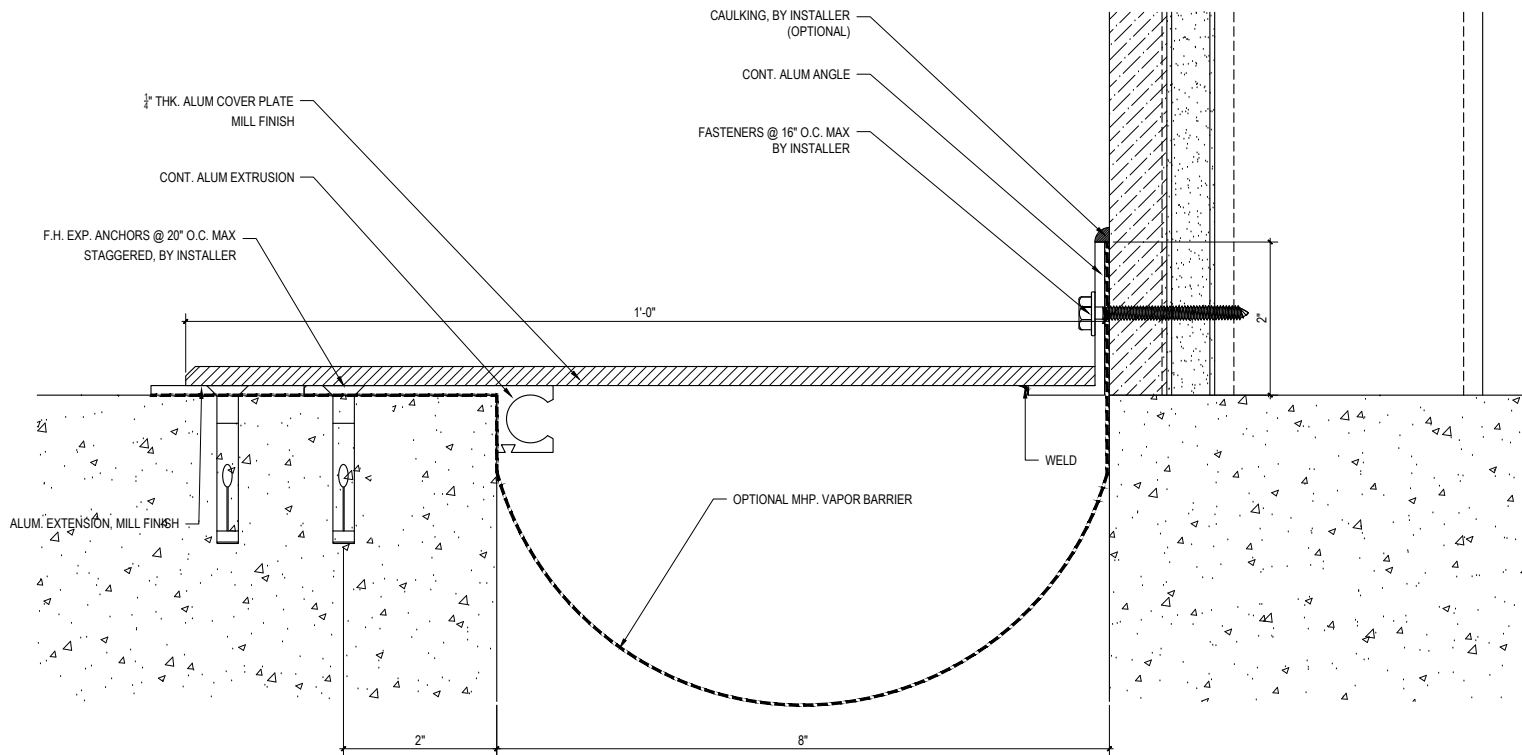 CAULKING, BY INSTALLER
(OPTIONAL)
CONT. ALUM ANGLE
1/4" THK. ALUM COVER PLATE
MILL FINISH
FASTENERS @ 16" O.C. MAX
BY INSTALLER
CONT. ALUM EXTRUSION
F.H. EXP. ANCHORS @ 20" O.C. MAX
STAGGERED, BY INSTALLER
1'-0"
2"
WELD
OPTIONAL MHP. VAPOR BARRIER
ALUM. EXTENSION, MILL FINISH
2"
8"